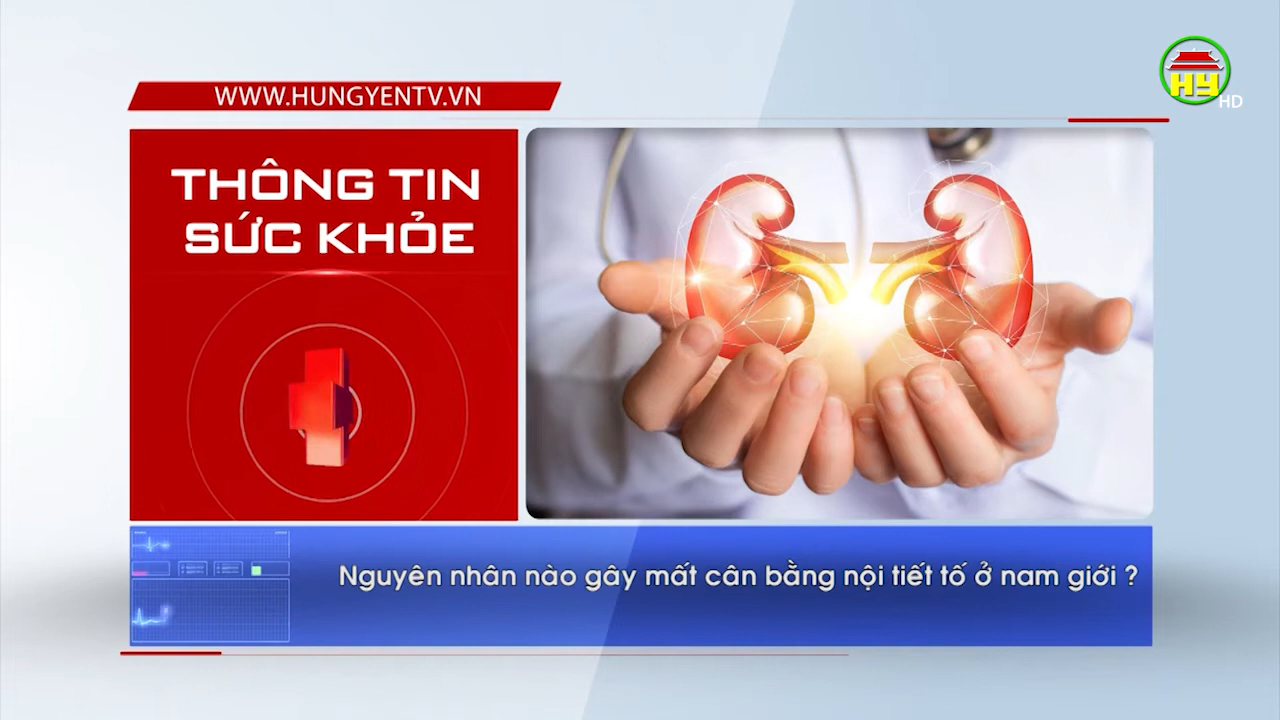 HY
HD
WWW.HUNGYENTV.VN
THÔNG TIN
SỨC KHỎE
Nguyên nhân nào gây mất cân bằng nội tiết tố ở nam giới ?